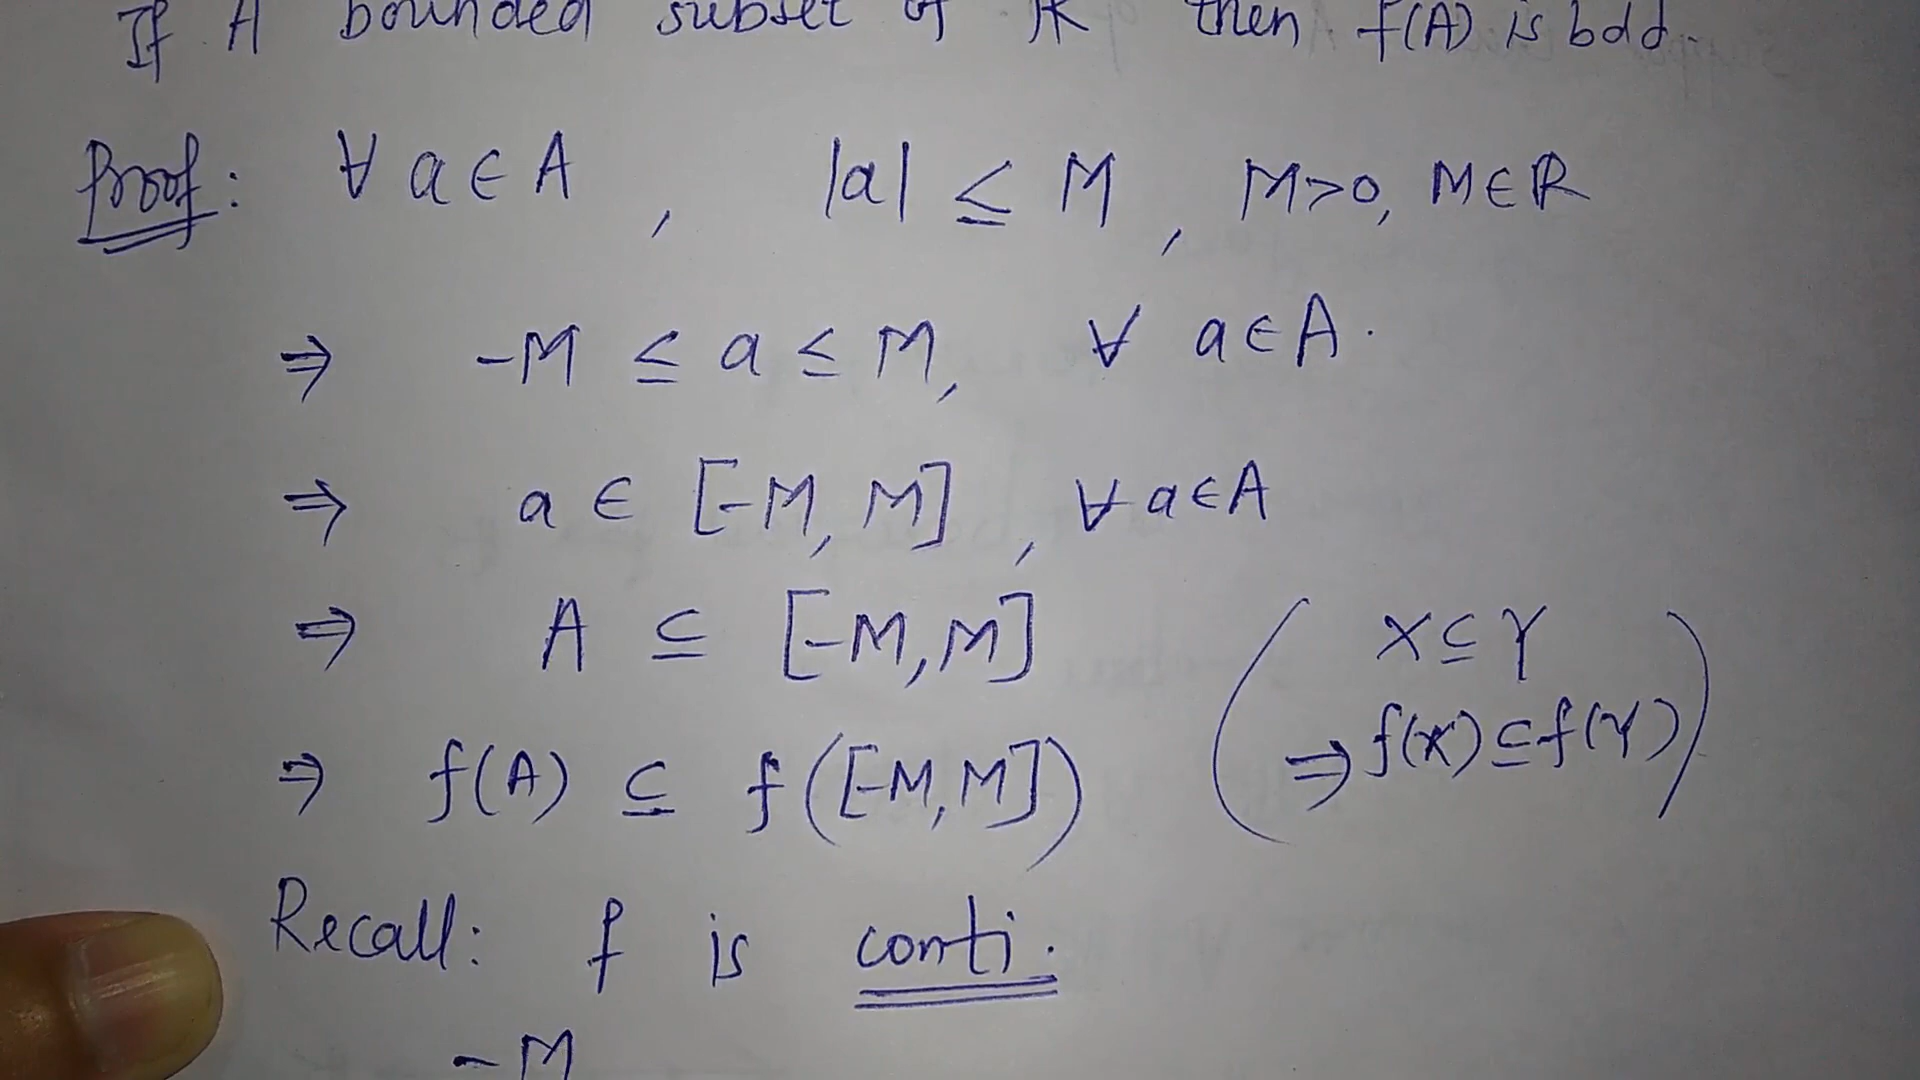 If A bounded subset of ℝ then f(A) is bdd.
Proof: ∀ a ∈ A , |a| ≤ M , M>0, M∈ℝ
⇒ -M ≤ a ≤ M, ∀ a∈A.
⇒ a ∈ [-M, M] , ∀ a∈A
⇒ A ⊆ [-M, M]
⇒ f(A) ⊆ f([-M, M])
(X⊆Y
⇒ f(X) ⊆ f(Y))
Recall: f is conti.
-M